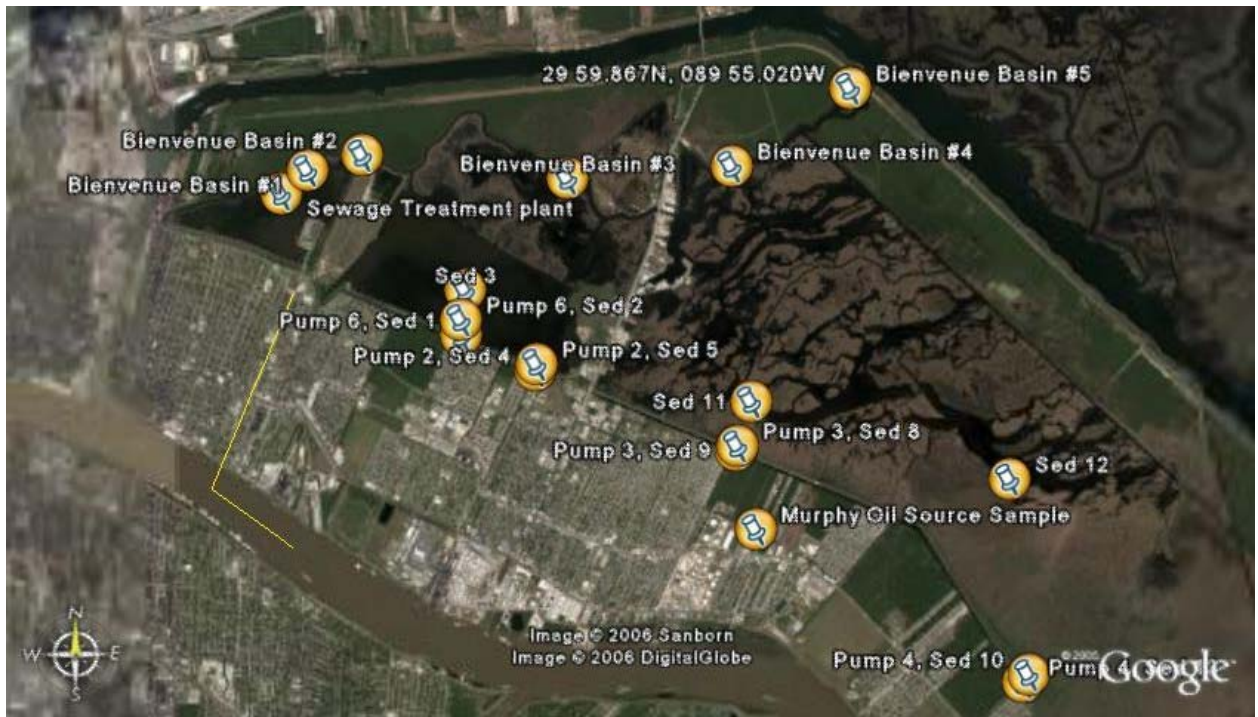 29 59.867N, 089 55.020W
Bienvenue Basin #5
Bienvenue Basin #2
Bienvenue Basin #3
Bienvenue Basin #4
Bienvenue Basin #1
Sewage Treatment plant
Sed 3
Pump 6, Sed 2
Pump 6, Sed 1
Pump 2, Sed 4
Pump 2, Sed 5
Sed 11
Pump 3, Sed 8
Pump 3, Sed 9
Sed 12
Murphy Oil Source Sample
N
W
E
S
Image © 2006 Sanborn
Image © 2006 DigitalGlobe
Pump 4, Sed 10
Pump 4,
Google